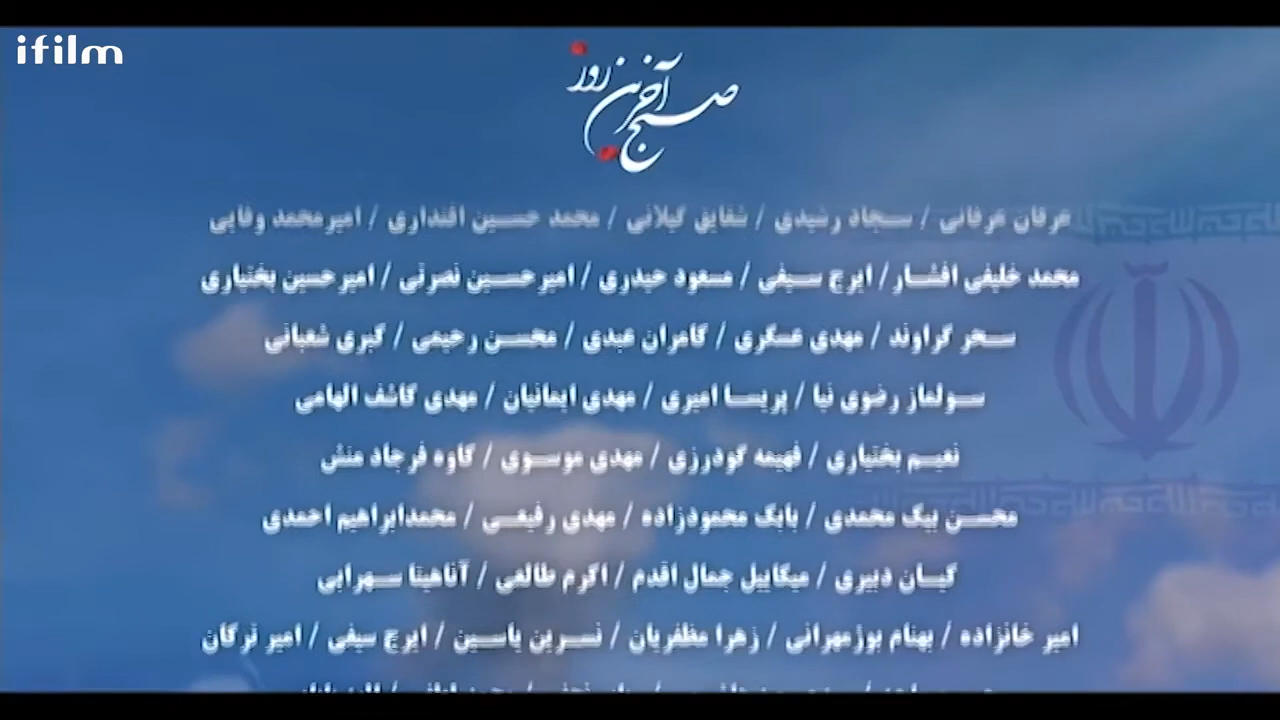 ifilm
صبح آخرین روز
عرفان عرفانی / سجاد رشیدی / شقایق گیلانی / محمد حسین اقتداری / امیرمحمد وفایی
محمد خلیفی افشار / ایرج سیفی / مسعود حیدری / امیرحسین نصرتی / امیرحسین بختیاری
سحر گراوند / مهدی عسگری / کامران عبدی / محسن رحیمی / کبری شعبانی
سولماز رضوی نیا / پریسا امیری / مهدی ایمانیان / مهدی کاشف الهامی
نعیم بختیاری / فهیمه گودرزی / مهدی موسوی / کاوه فرجاد منش
محسن بیک محمدی / بابک محمودزاده / مهدی رفیعی / محمدابراهیم احمدی
کیان دبیری / میکاییل جمال اقدم / اکرم طالعی / آناهیتا سهرابی
امیر خانزاده / بهنام بوژمهرانی / زهرا مظفریان / نسرین یاسین / ایرج سیفی / امیر ترکان